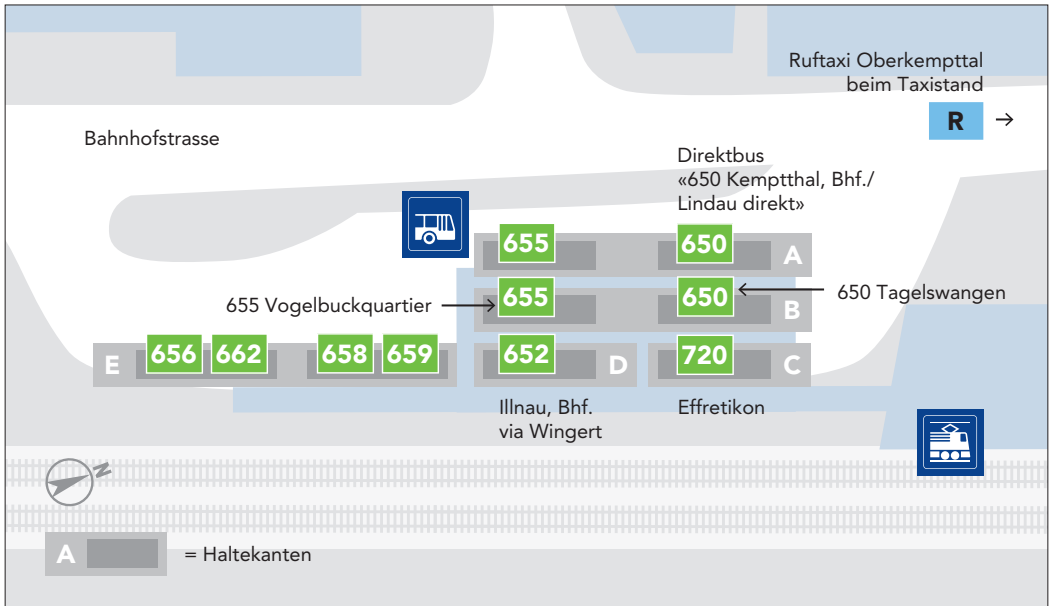 Ruftaxi Oberkempttal
beim Taxistand
R
Bahnhofstrasse
Direktbus
«650 Kemptthal, Bhf./
Lindau direkt»
655 650 A
655 Vogelbuckquartier 655 650 B 650 Tagelswangen
E 656 662 658 659 652 D 720 C
Illnau, Bhf.
via Wingert
Effretikon
N
A = Haltekanten